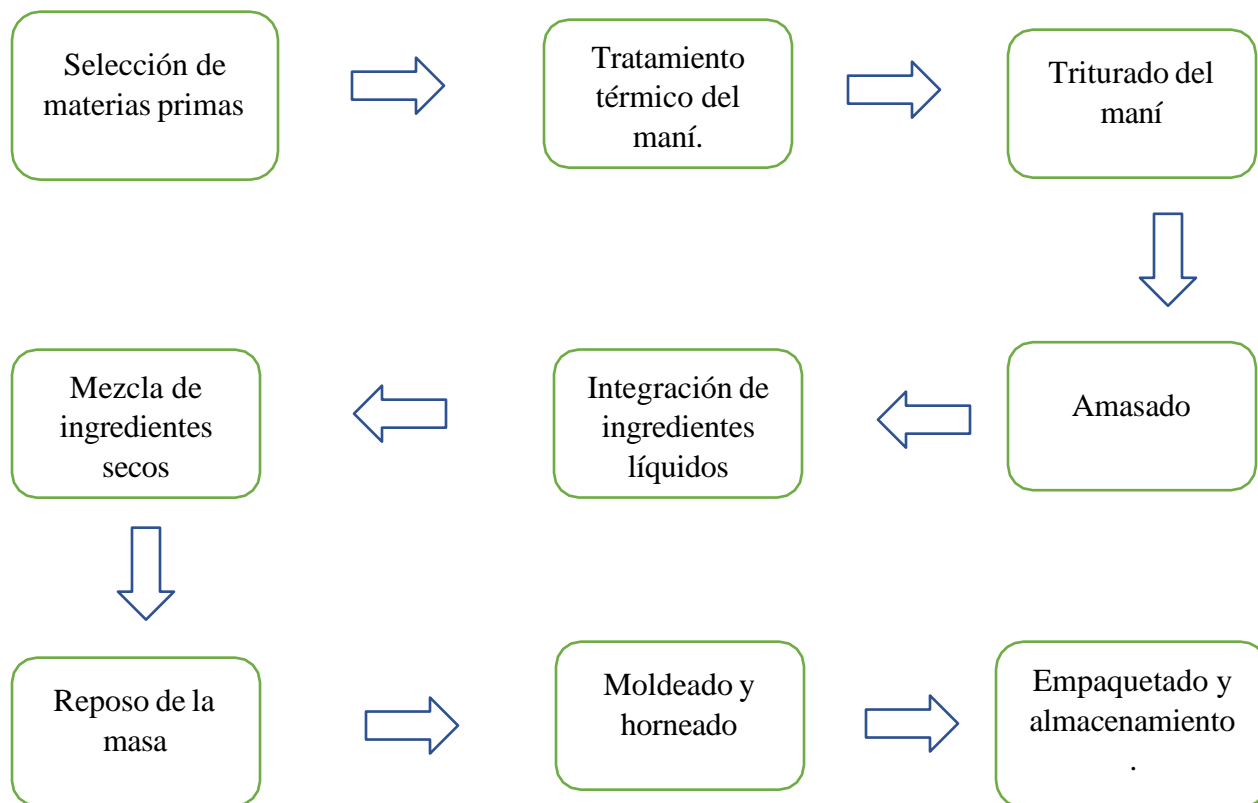 Selección de
materias primas
Tratamiento
térmico del
maní.
Triturado del
maní
Amasado
Integración de
ingredientes
líquidos
Mezcla de
ingredientes
secos
Reposo de la
masa
Moldeado y
horneado
Empaquetado y
almacenamiento
.